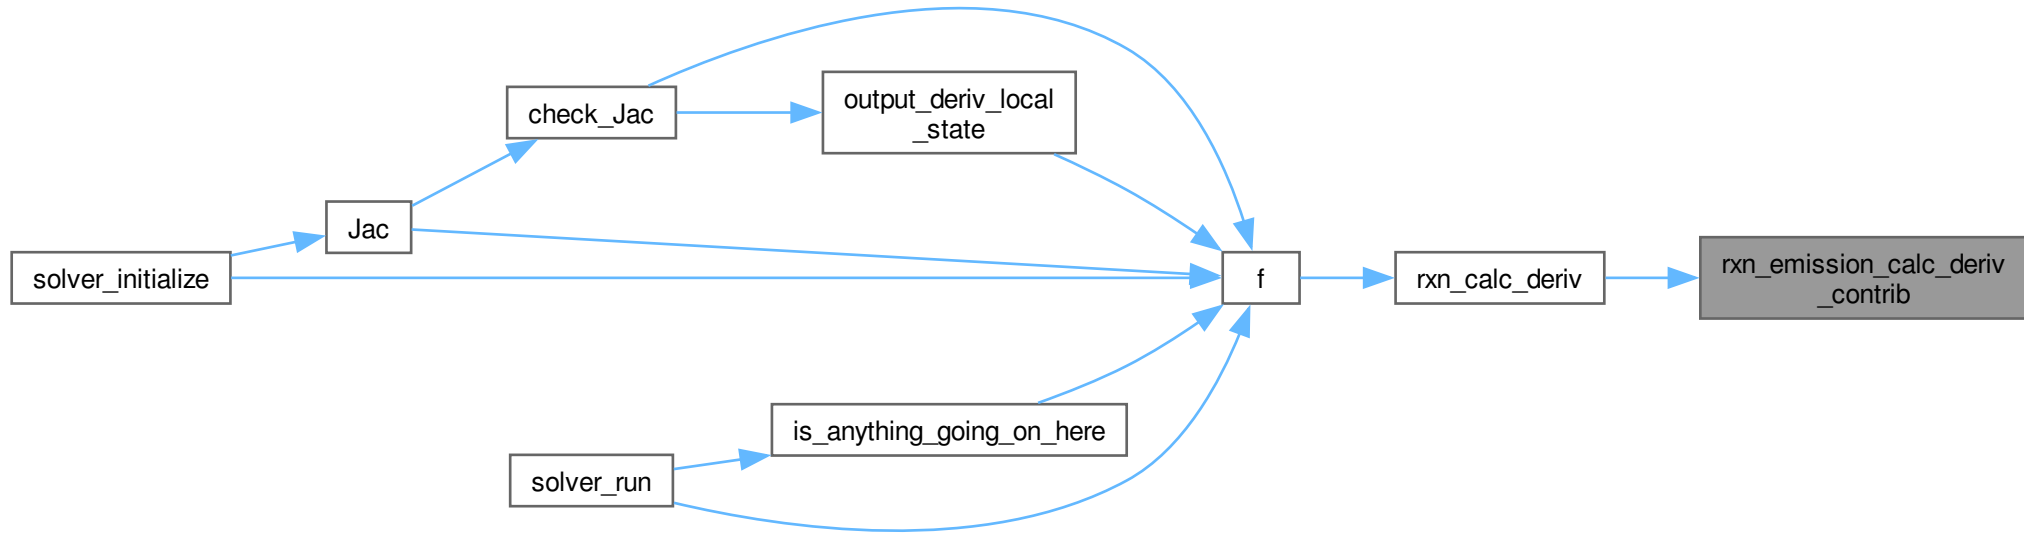 check_Jac
output_deriv_local
_state
Jac
solver_initialize
f
rxn_calc_deriv
rxn_emission_calc_deriv
_contrib
is_anything_going_on_here
solver_run